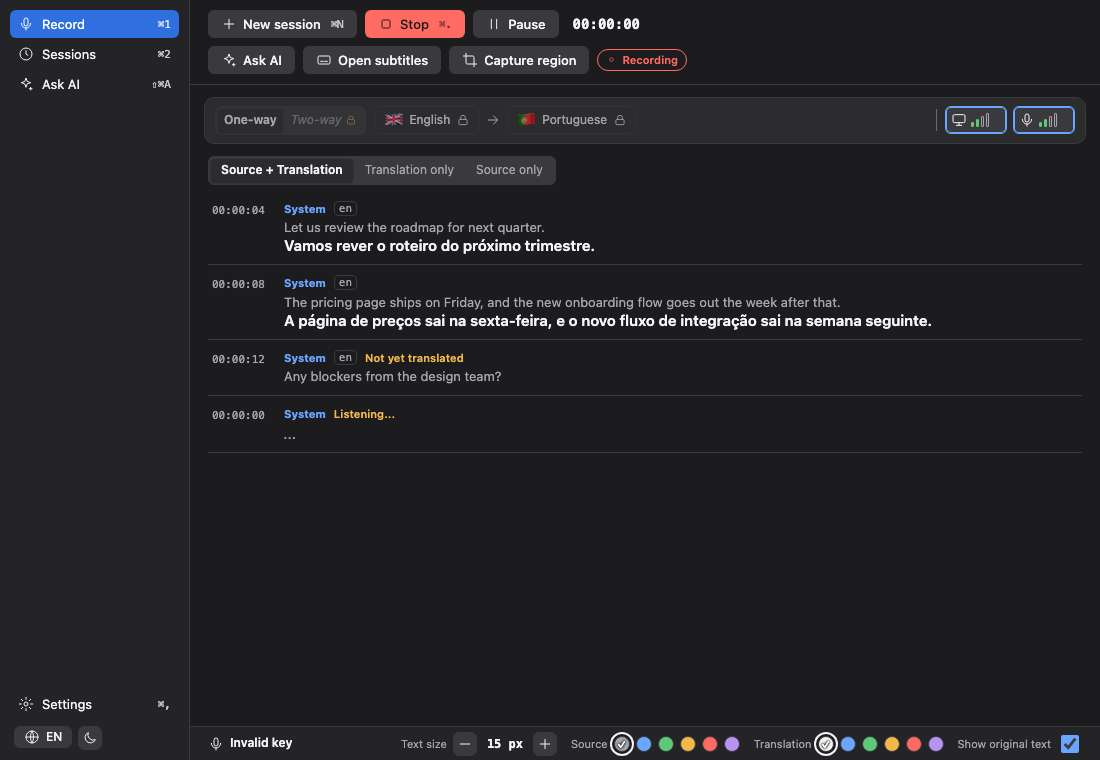 Record ⌘1
Sessions ⌘2
Ask AI ⇧⌘A
New session ⌘N
Stop ⌘.
Pause
00:00:00
Ask AI
Open subtitles
Capture region
Recording
One-way
Two-way
English
Portuguese
Source + Translation
Translation only
Source only
00:00:04
System en
Let us review the roadmap for next quarter.
Vamos rever o roteiro do próximo trimestre.
00:00:08
System en
The pricing page ships on Friday, and the new onboarding flow goes out the week after that.
A página de preços sai na sexta-feira, e o novo fluxo de integração sai na semana seguinte.
00:00:12
System en Not yet translated
Any blockers from the design team?
00:00:00
System Listening...
...
Settings ⌘,
EN
Invalid key
Text size
15 px
Source
Translation
Show original text